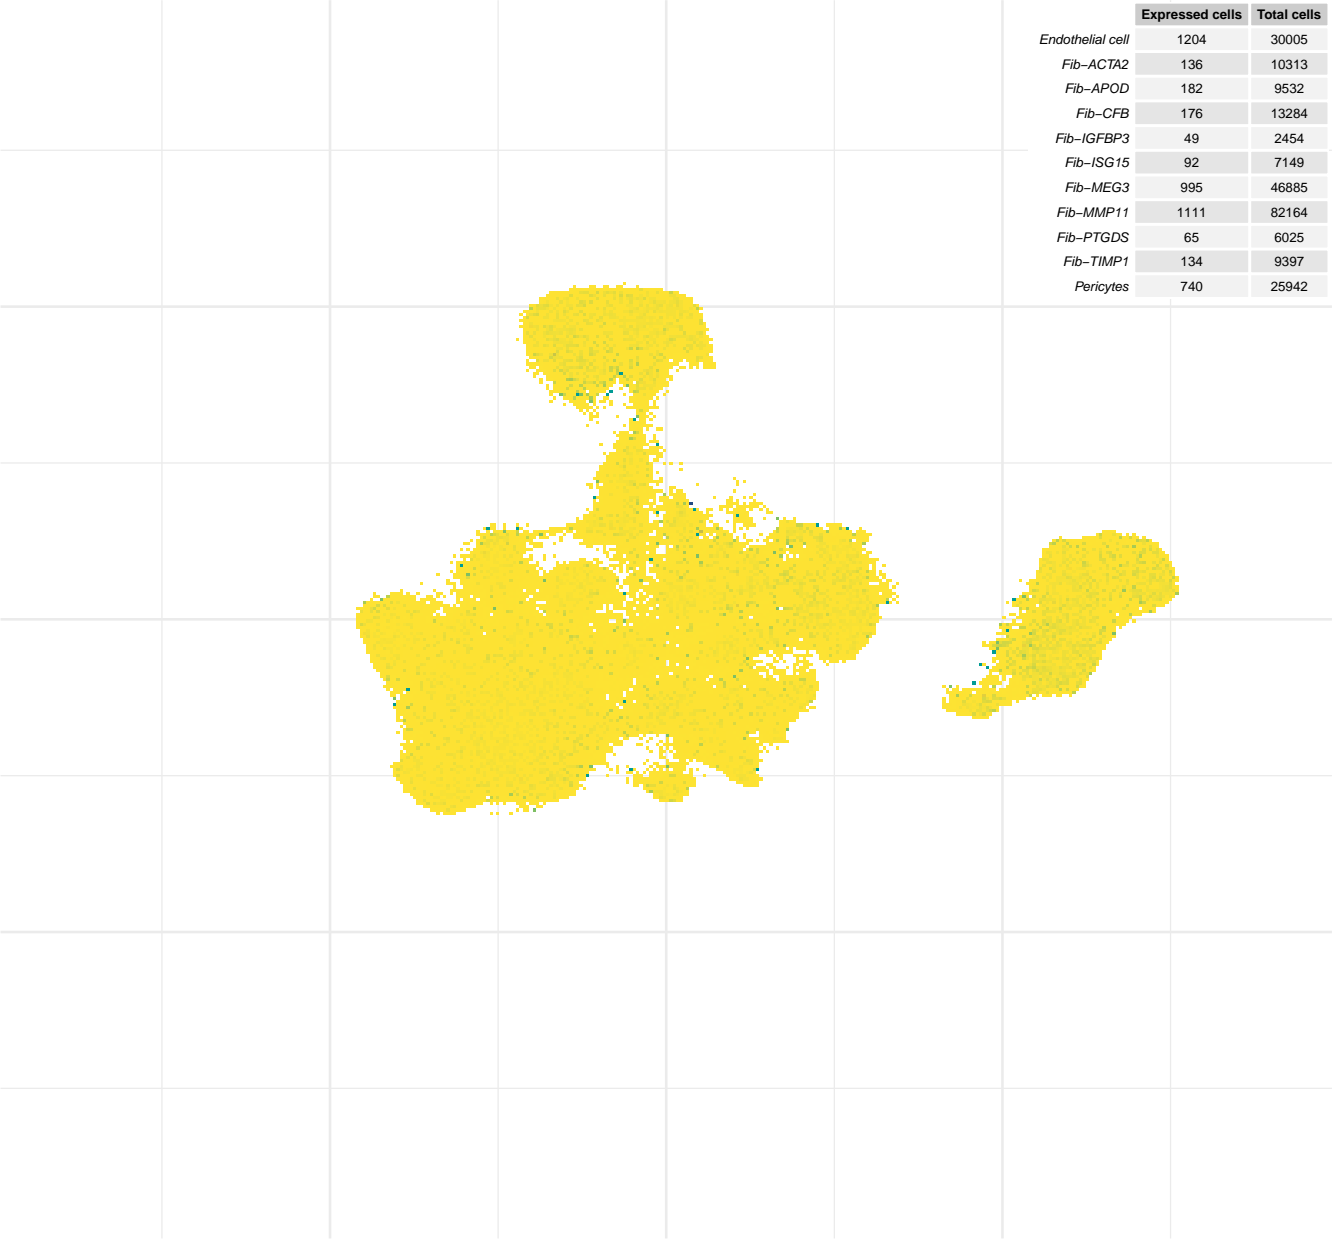 Expressed cells Total cells
Endothelial cell 1204 30005
Fib−ACTA2 136 10313
Fib−APOD 182 9532
Fib−CFB 176 13284
Fib−IGFBP3 49 2454
Fib−ISG15 92 7149
Fib−MEG3 995 46885
Fib−MMP11 1111 82164
Fib−PTGDS 65 6025
Fib−TIMP1 134 9397
Pericytes 740 25942